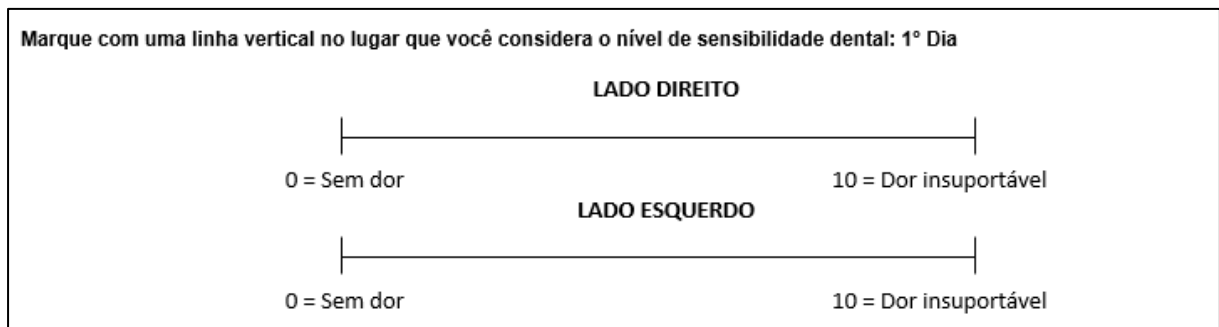 Marque com uma linha vertical no lugar que você considera o nível de sensibilidade dental: 1° Dia
LADO DIREITO
0 = Sem dor 10 = Dor insuportável
LADO ESQUERDO
0 = Sem dor 10 = Dor insuportável